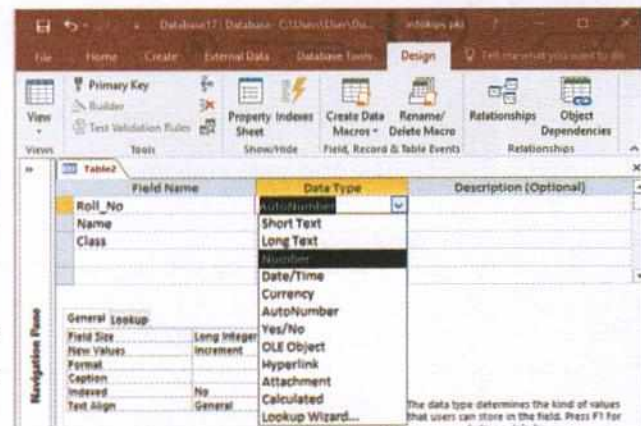 Database17 : Database- C:\Users\User\Do... infokips pki ?
File Home Create External Data Database Tools Design Tell me what you want to do
View
Primary Key
Builder
Test Validation Rules
Property Sheet
Indexes
Create Data Macros
Rename/ Delete Macro
Relationships
Object Dependencies
Views Tools Show/Hide Field, Record & Table Events Relationships
Table2
Field Name Data Type Description (Optional)
Roll_No AutoNumber
Name Short Text
Class Long Text
Number
Date/Time
Currency
AutoNumber
Yes/No
OLE Object
Hyperlink
Attachment
Calculated
Lookup Wizard...
Navigation Pane
General Lookup
Field Size Long Integer
New Values Increment
Format
Caption
Indexed No
Text Align General
The data type determines the kind of values
that users can store in the field. Press F1 for